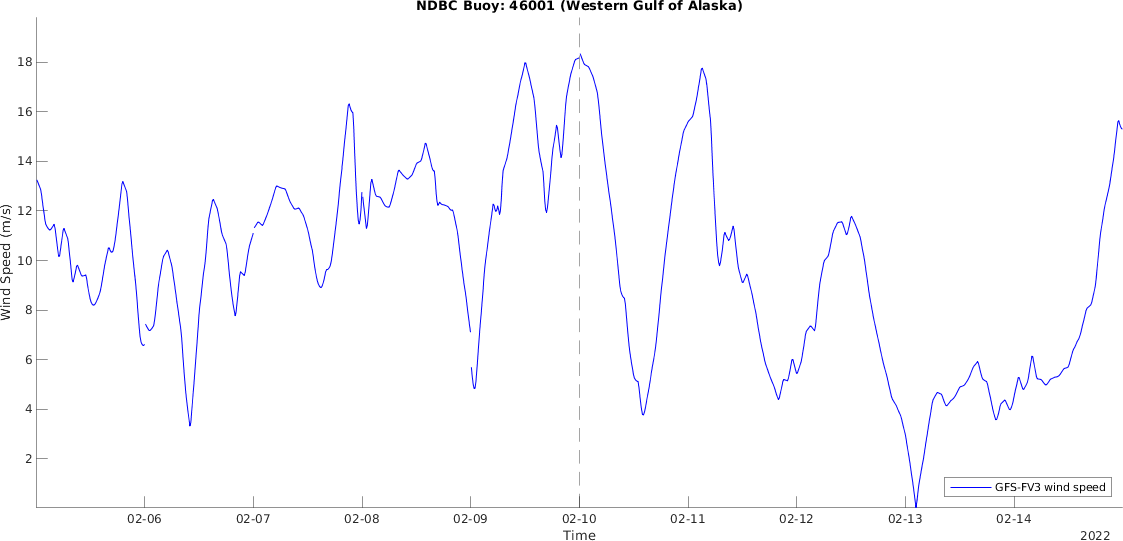 NDBC Buoy: 46001 (Western Gulf of Alaska)
18
16
14
12
10
8
6
4
2
Wind Speed (m/s)
GFS-FV3 wind speed
02-06 02-07 02-08 02-09 02-10 02-11 02-12 02-13 02-14
Time
2022